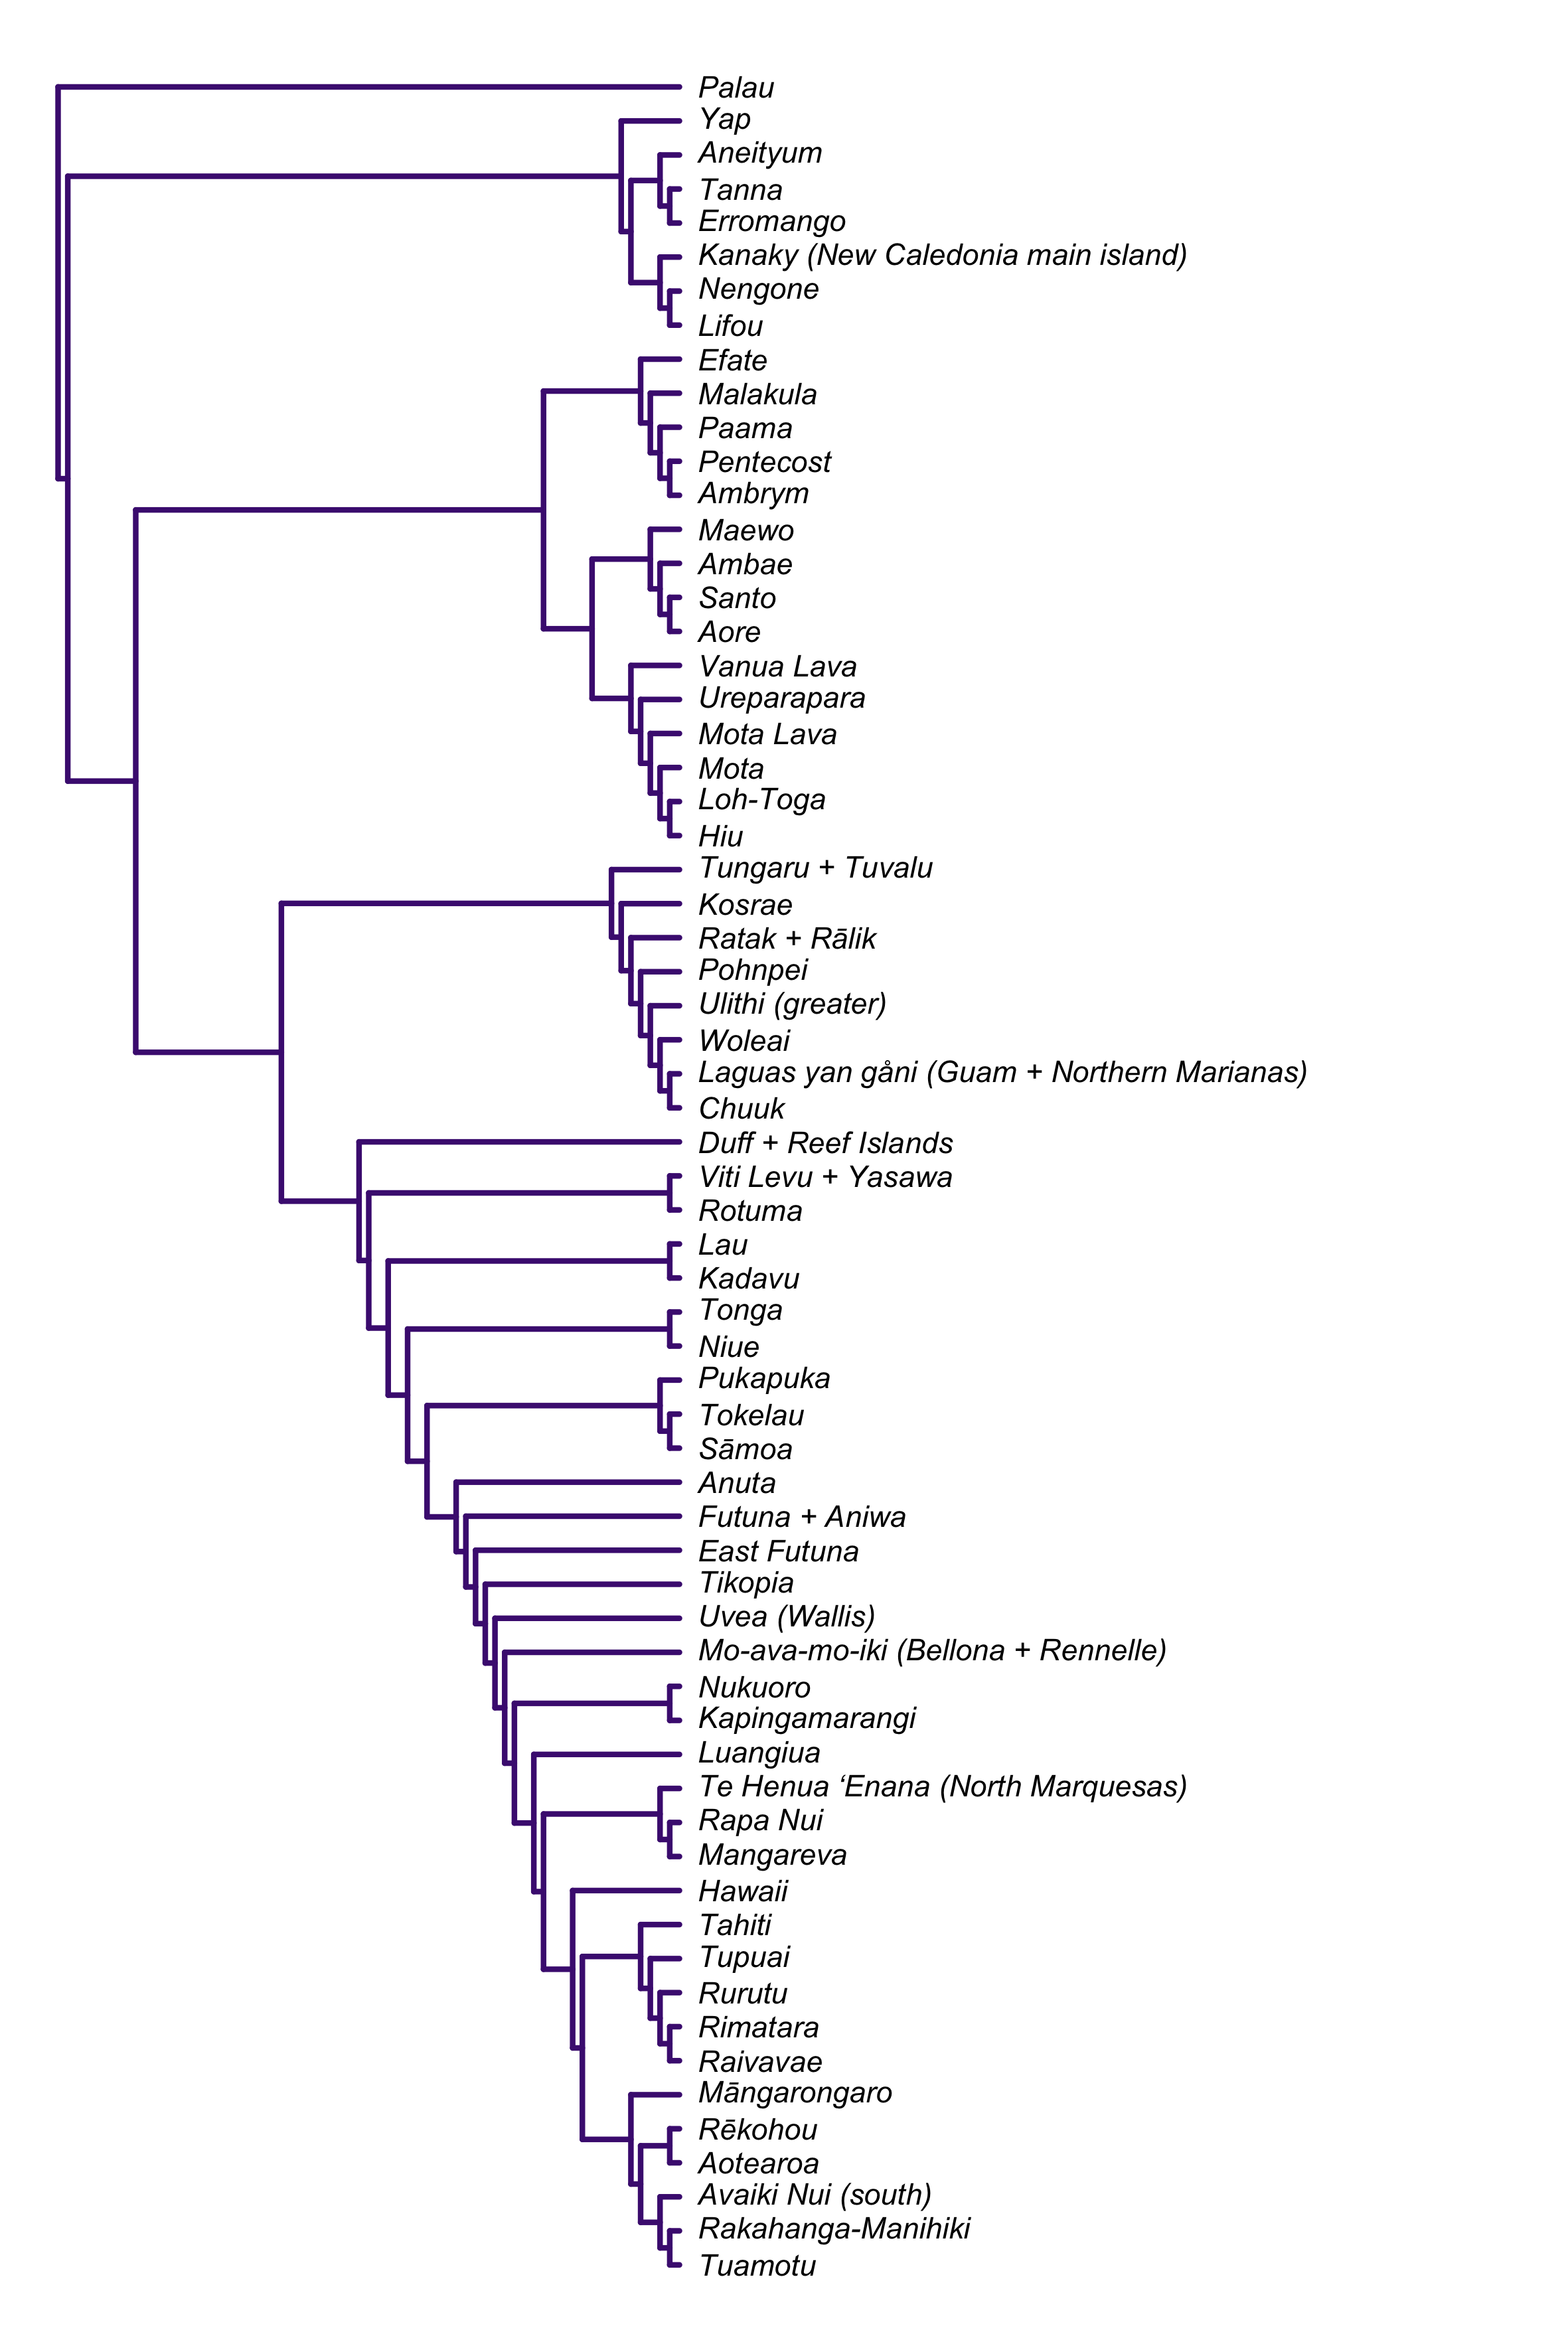 Palau
Yap
Aneityum
Tanna
Erromango
Kanaky (New Caledonia main island)
Nengone
Lifou
Efate
Malakula
Paama
Pentecost
Ambrym
Maewo
Ambae
Santo
Aore
Vanua Lava
Ureparapara
Mota Lava
Mota
Loh-Toga
Hiu
Tungaru + Tuvalu
Kosrae
Ratak + Rālik
Pohnpei
Ulithi (greater)
Woleai
Laguas yan gåni (Guam + Northern Marianas)
Chuuk
Duff + Reef Islands
Viti Levu + Yasawa
Rotuma
Lau
Kadavu
Tonga
Niue
Pukapuka
Tokelau
Sāmoa
Anuta
Futuna + Aniwa
East Futuna
Tikopia
Uvea (Wallis)
Mo-ava-mo-iki (Bellona + Rennelle)
Nukuoro
Kapingamarangi
Luangiua
Te Henua ‘Enana (North Marquesas)
Rapa Nui
Mangareva
Hawaii
Tahiti
Tupuai
Rurutu
Rimatara
Raivavae
Māngarongaro
Rēkohou
Aotearoa
Avaiki Nui (south)
Rakahanga-Manihiki
Tuamotu